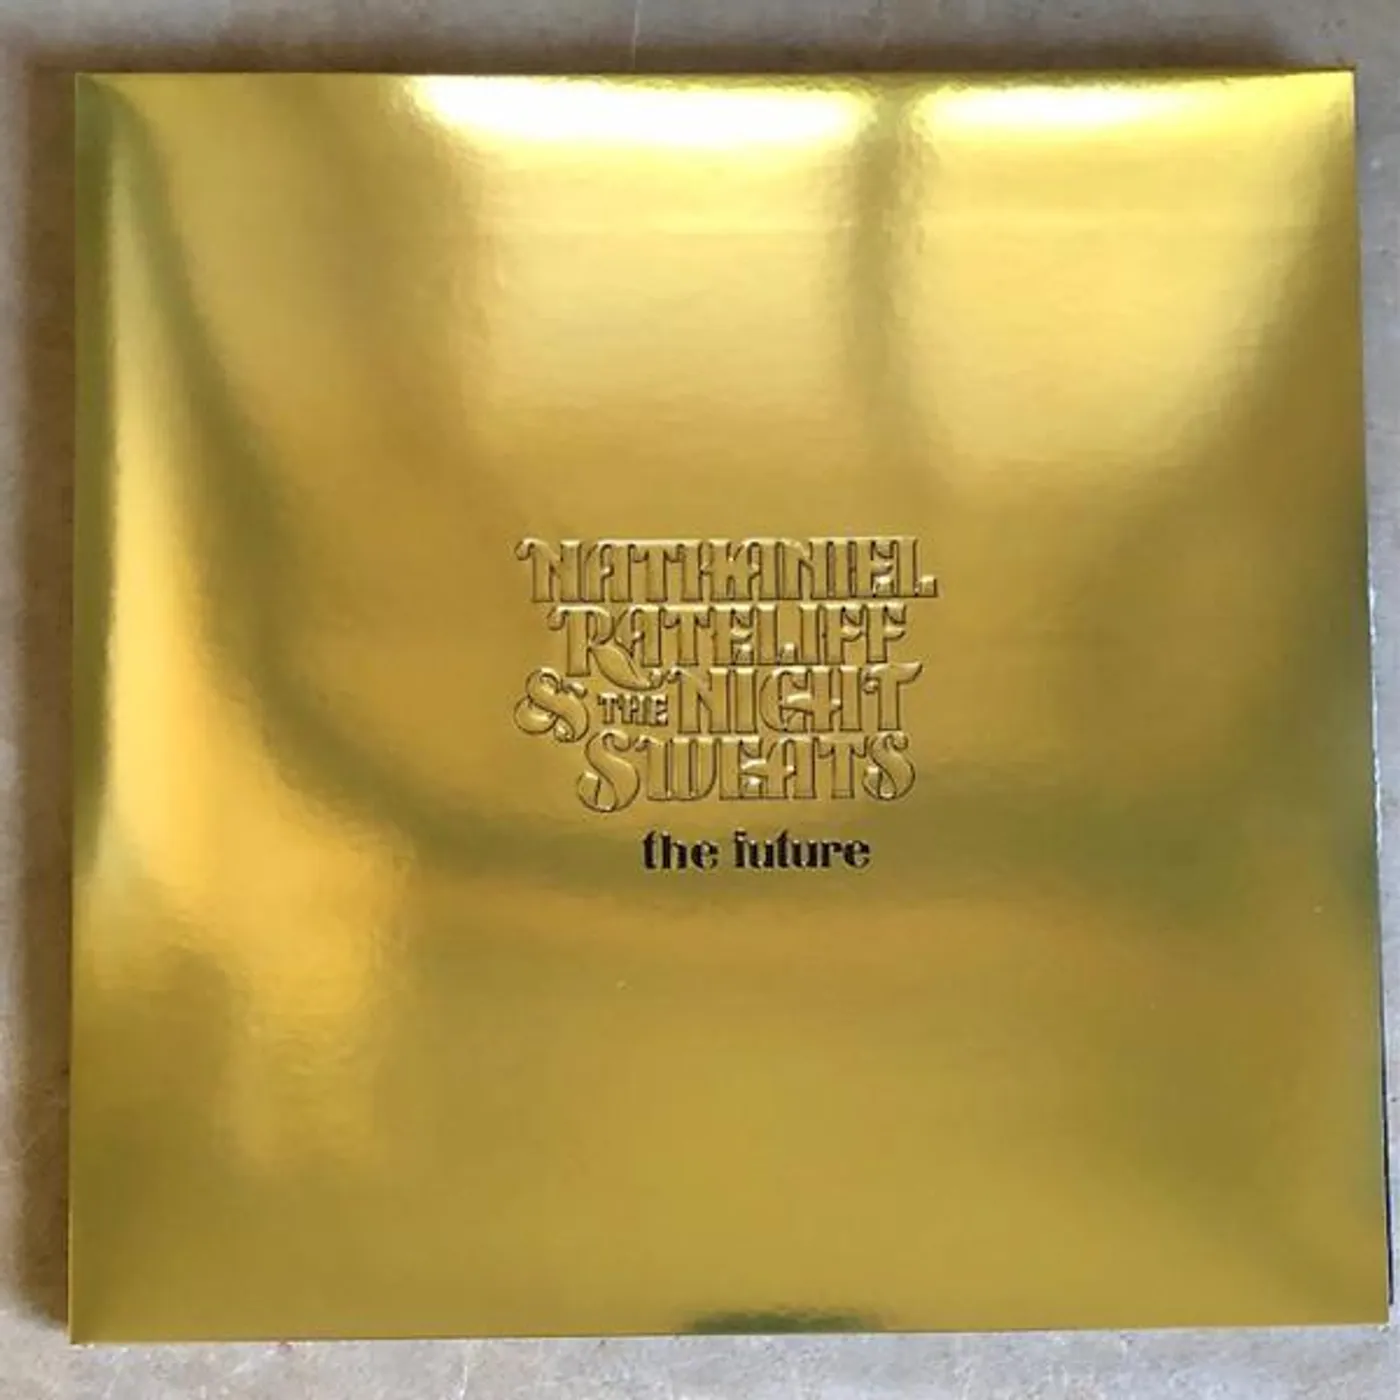 NATHANIEL
RATELIFF
& THE NIGHT
SWEATS
the future